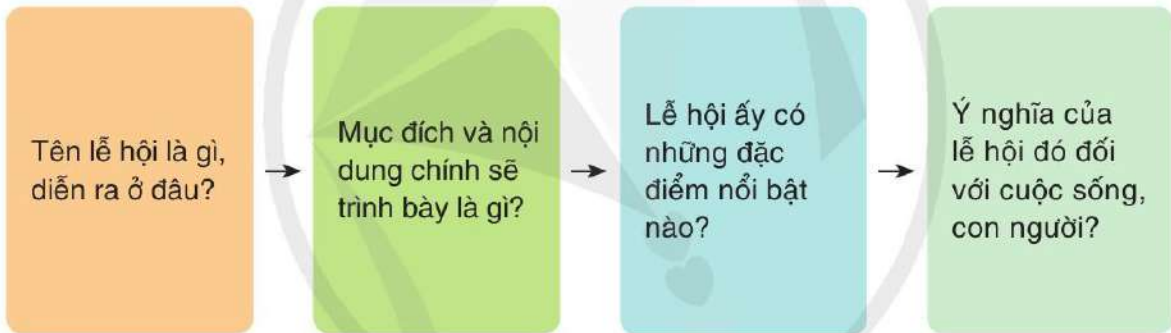 Tên lễ hội là gì,
diễn ra ở đâu?
Mục đích và nội
dung chính sẽ
trình bày là gì?
Lễ hội ấy có
những đặc
điểm nổi bật
nào?
Ý nghĩa của
lễ hội đó đối
với cuộc sống,
con người?